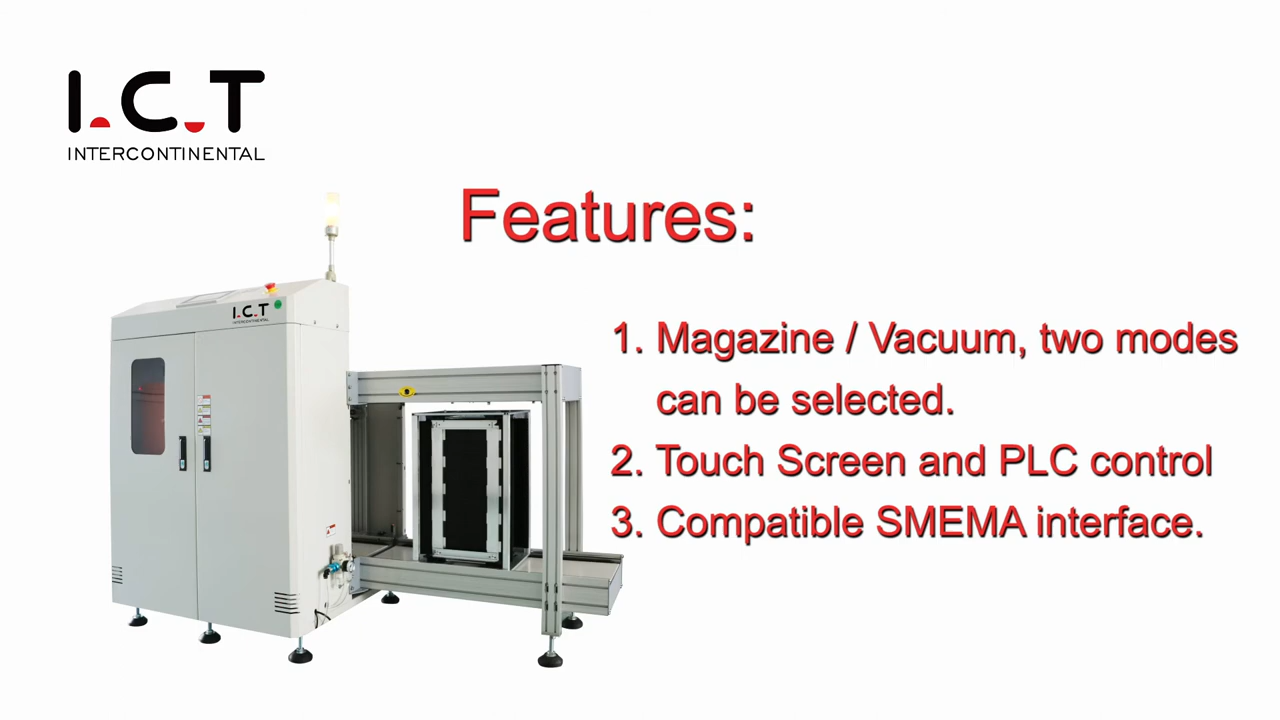 I.C.T
INTERCONTINENTAL
Features:
I.C.T
INTERCONTINENTAL
1. Magazine / Vacuum, two modes
can be selected.
2. Touch Screen and PLC control
3. Compatible SMEMA interface.